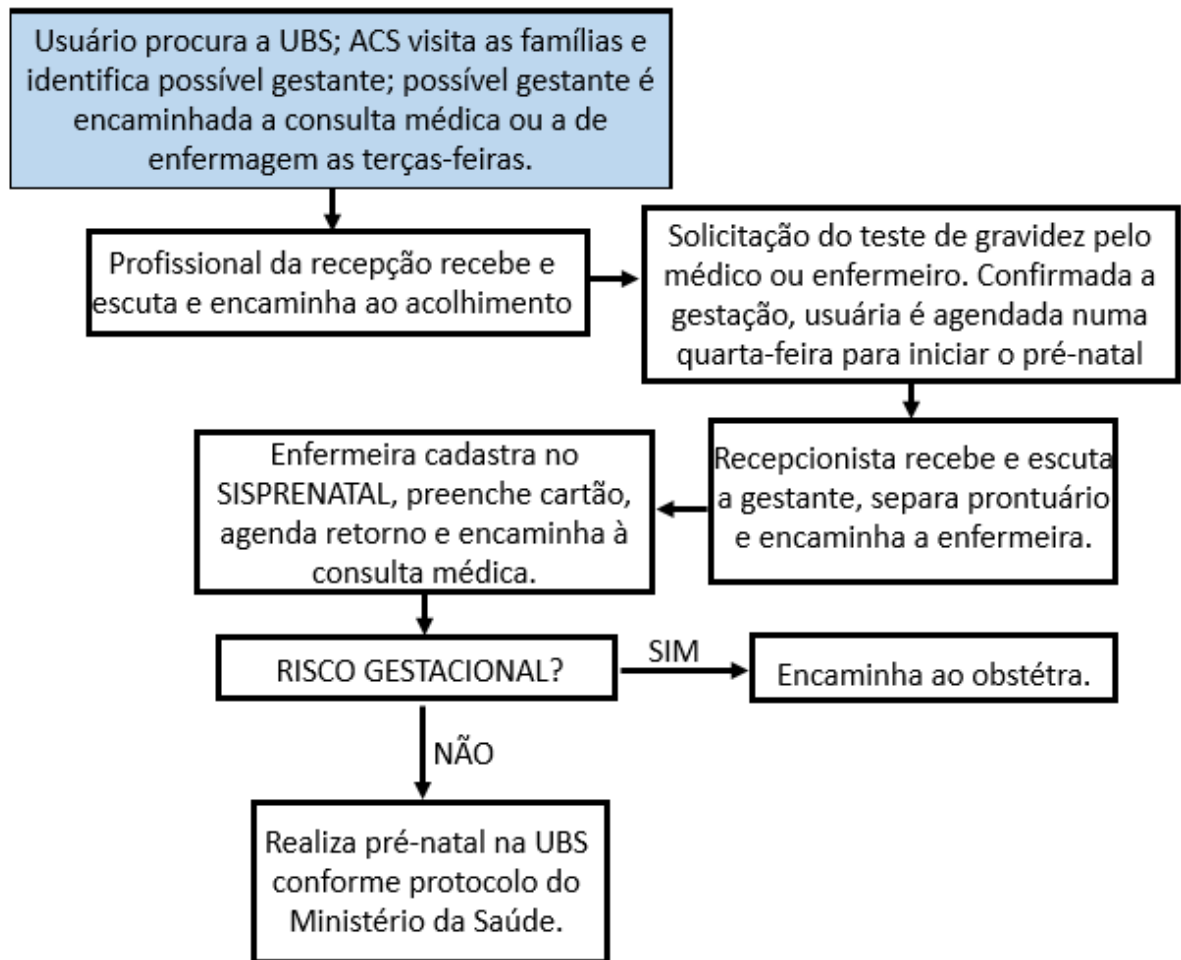 Usuário procura a UBS; ACS visita as famílias e
identifica possível gestante; possível gestante é
encaminhada a consulta médica ou a de
enfermagem as terças-feiras.
Profissional da recepção recebe e
escuta e encaminha ao acolhimento
Solicitação do teste de gravidez pelo
médico ou enfermeiro. Confirmada a
gestação, usuária é agendada numa
quarta-feira para iniciar o pré-natal
Recepcionista recebe e escuta
a gestante, separa prontuário
e encaminha a enfermeira.
Enfermeira cadastra no
SISPRENATAL, preenche cartão,
agenda retorno e encaminha à
consulta médica.
RISCO GESTACIONAL?
SIM
Encaminha ao obstétra.
NÃO
Realiza pré-natal na UBS
conforme protocolo do
Ministério da Saúde.